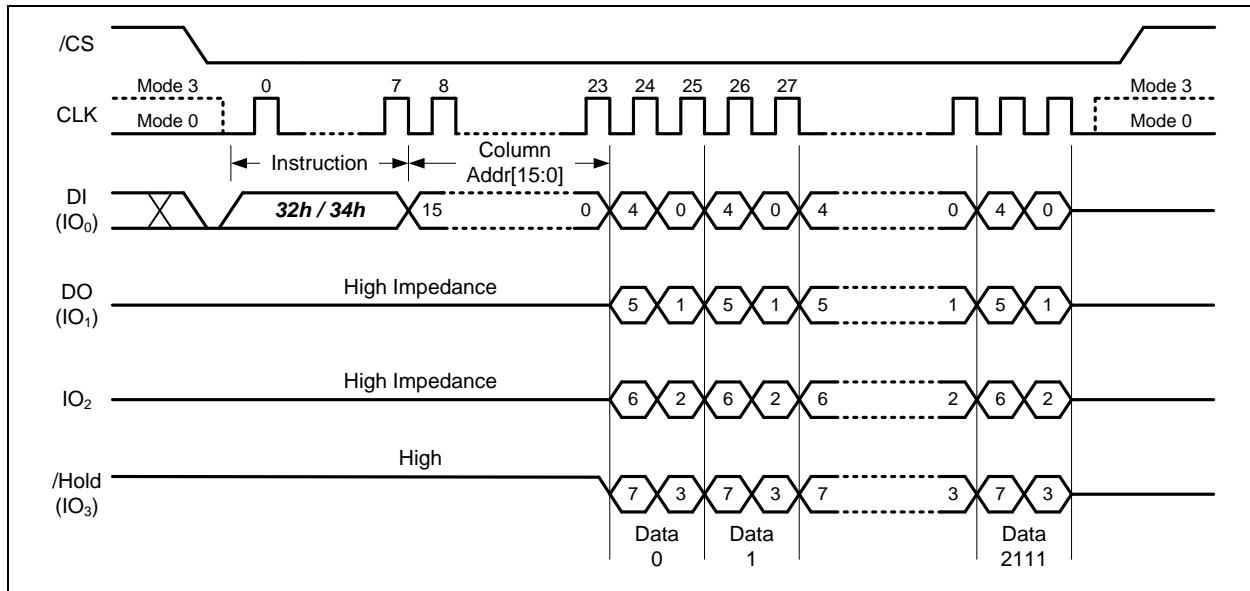 /CS
Mode 3 0 7 8 23 24 25 26 27 Mode 3
CLK
Mode 0 Mode 0
Instruction Column
Addr[15:0]
DI
(IO₀)
32h / 34h 15 0 4 0 4 0 4 0 4 0
High Impedance
DO
(IO₁)
5 1 5 1 5 1 5 1
High Impedance
IO₂ 6 2 6 2 6 2 6 2
High
/Hold
(IO₃)
7 3 7 3 7 3 7 3
Data Data Data
0 1 2111